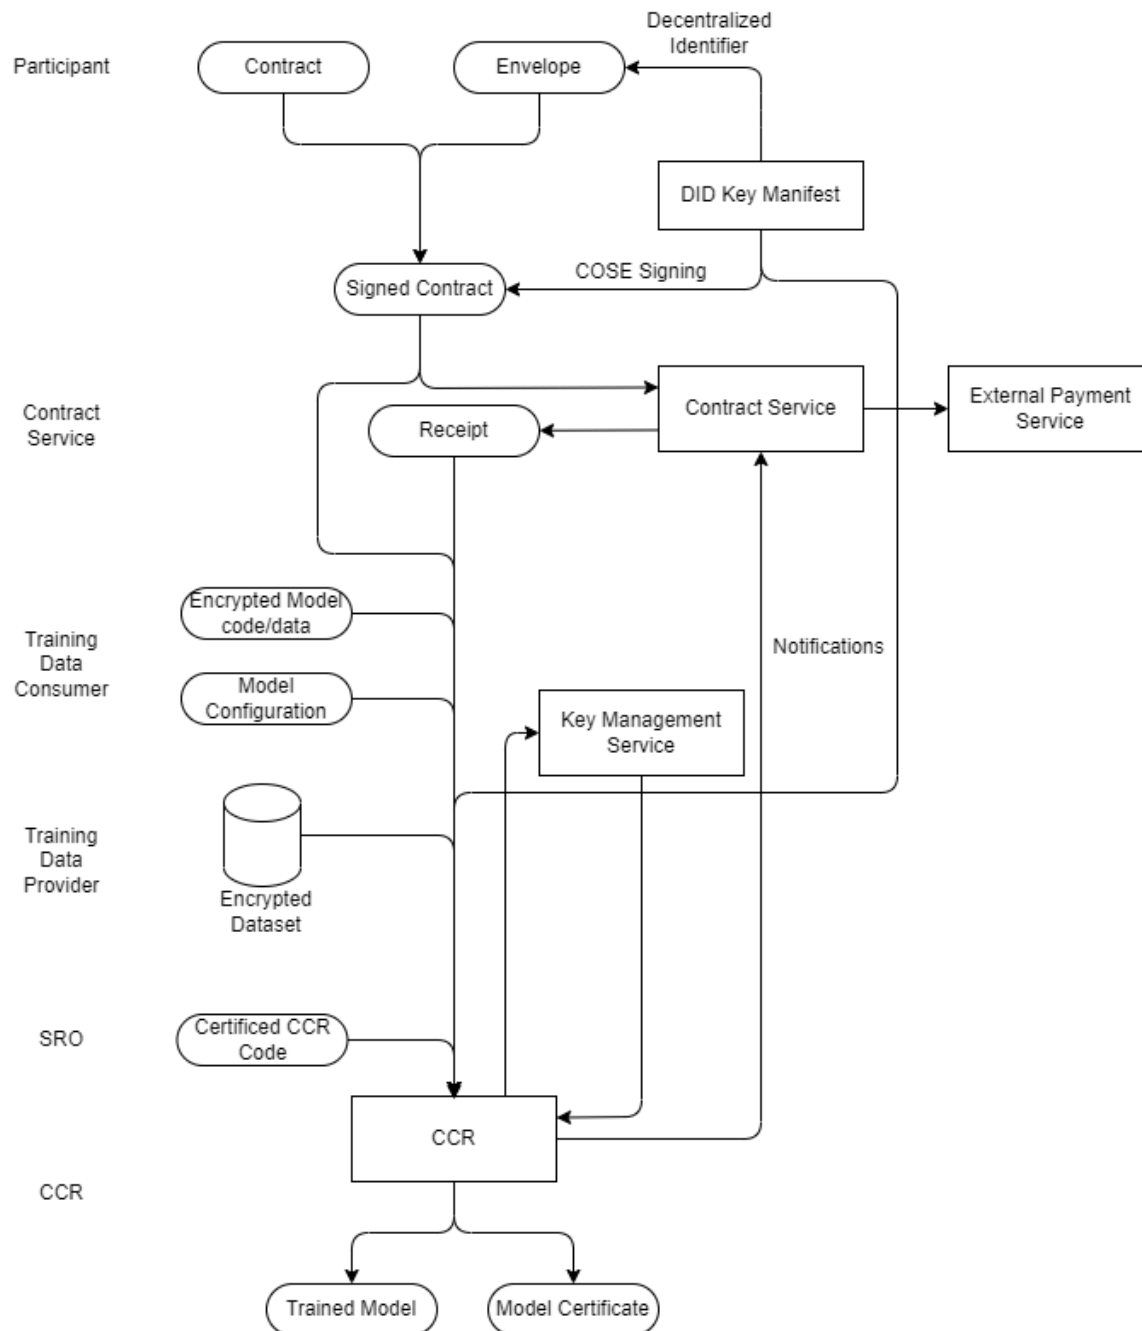 Decentralized
Identifier
Participant
Contract
Envelope
DID Key Manifest
COSE Signing
Signed Contract
Contract
Service
Receipt
Contract Service
External Payment
Service
Encrypted Model
code/data
Training
Data
Consumer
Model
Configuration
Notifications
Key Management
Service
Training
Data
Provider
Encrypted
Dataset
SRO
Certificed CCR
Code
CCR
CCR
Trained Model
Model Certificate